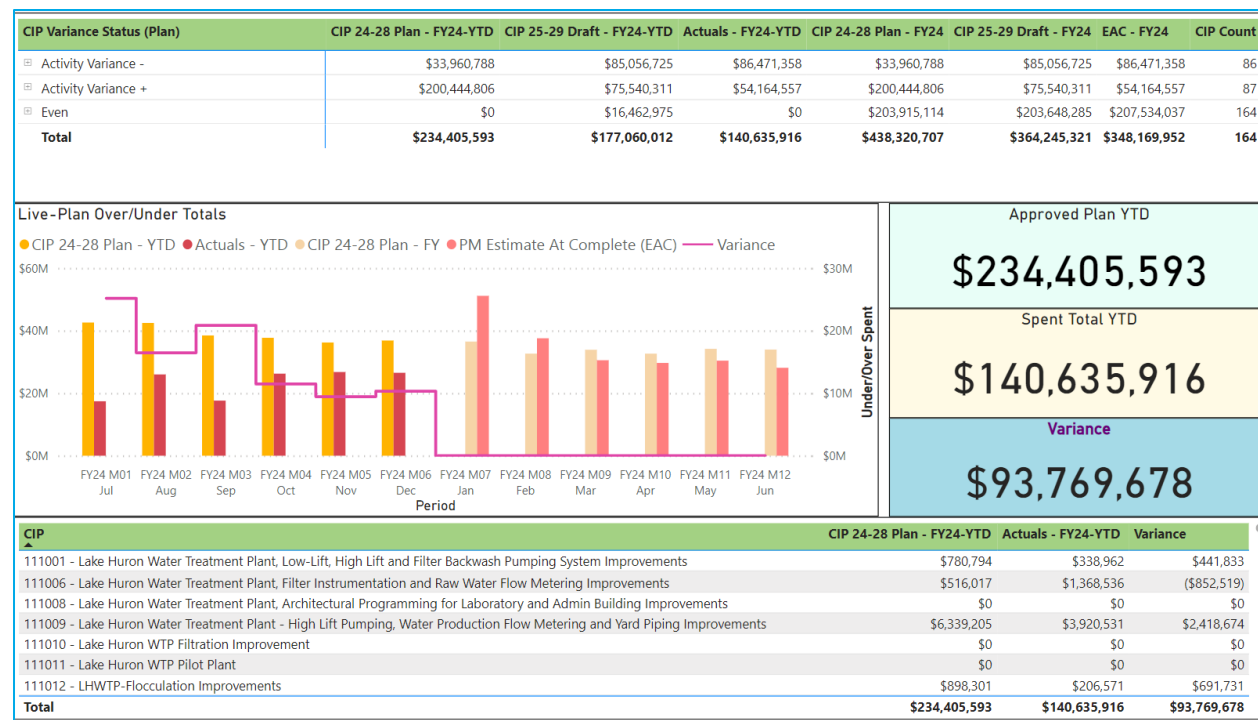 CIP Variance Status (Plan) CIP 24-28 Plan - FY24-YTD CIP 25-29 Draft - FY24-YTD Actuals - FY24-YTD CIP 24-28 Plan - FY24 CIP 25-29 Draft - FY24 EAC - FY24 CIP Count
Activity Variance - $33,960,788 $85,056,725 $86,471,358 $33,960,788 $85,056,725 $86,471,358 86
Activity Variance + $200,444,806 $75,540,311 $54,164,557 $200,444,806 $75,540,311 $54,164,557 87
Even $0 $16,462,975 $0 $203,915,114 $203,648,285 $207,534,037 164
Total $234,405,593 $177,060,012 $140,635,916 $438,320,707 $364,245,321 $348,169,952 164
Live-Plan Over/Under Totals
CIP 24-28 Plan - YTD Actuals - YTD CIP 24-28 Plan - FY PM Estimate At Complete (EAC) Variance
$60M $30M
$40M $20M
$20M $10M
$0M $0M
Under/Over Spent
FY24 M01 FY24 M02 FY24 M03 FY24 M04 FY24 M05 FY24 M06 FY24 M07 FY24 M08 FY24 M09 FY24 M10 FY24 M11 FY24 M12
Jul Aug Sep Oct Nov Dec Jan Feb Mar Apr May Jun
Period
Approved Plan YTD
$234,405,593
Spent Total YTD
$140,635,916
Variance
$93,769,678
CIP CIP 24-28 Plan - FY24-YTD Actuals - FY24-YTD Variance
111001 - Lake Huron Water Treatment Plant, Low-Lift, High Lift and Filter Backwash Pumping System Improvements $780,794 $338,962 $441,833
111006 - Lake Huron Water Treatment Plant, Filter Instrumentation and Raw Water Flow Metering Improvements $516,017 $1,368,536 ($852,519)
111008 - Lake Huron Water Treatment Plant, Architectural Programming for Laboratory and Admin Building Improvements $0 $0 $0
111009 - Lake Huron Water Treatment Plant - High Lift Pumping, Water Production Flow Metering and Yard Piping Improvements $6,339,205 $3,920,531 $2,418,674
111010 - Lake Huron WTP Filtration Improvement $0 $0 $0
111011 - Lake Huron WTP Pilot Plant $0 $0 $0
111012 - LHWTP-Flocculation Improvements $898,301 $206,571 $691,731
Total $234,405,593 $140,635,916 $93,769,678